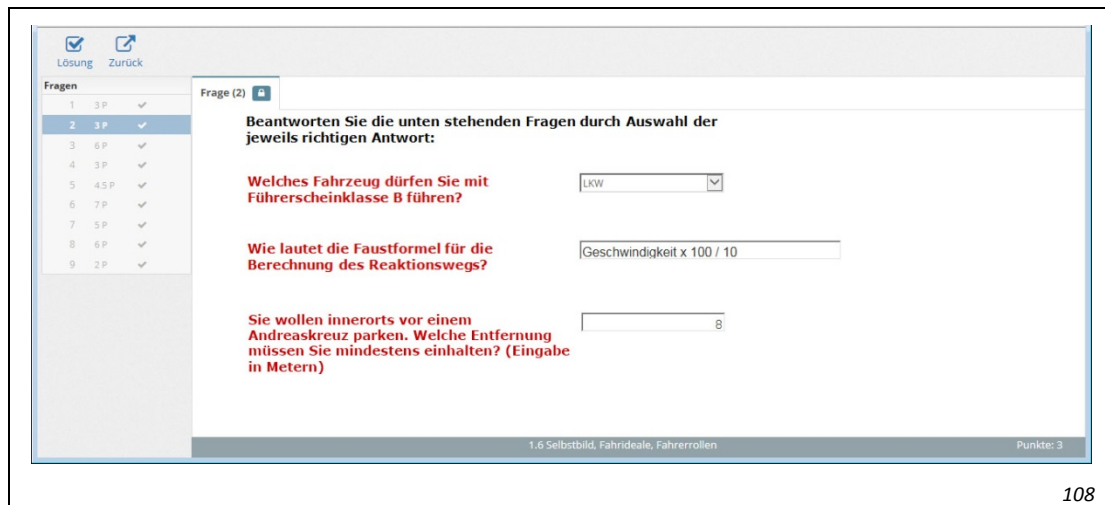 Lösung Zurück
Fragen
Frage (2)
1 3 P
2 3 P
3 6 P
4 3 P
5 4.5 P
6 7 P
7 5 P
8 6 P
9 2 P
Beantworten Sie die unten stehenden Fragen durch Auswahl der
jeweils richtigen Antwort:
Welches Fahrzeug dürfen Sie mit
Führerscheinklasse B führen?
LKW
Wie lautet die Faustformel für die
Berechnung des Reaktionswegs?
Geschwindigkeit x 100 / 10
Sie wollen innerorts vor einem
Andreaskreuz parken. Welche Entfernung
müssen Sie mindestens einhalten? (Eingabe
in Metern)
8
1.6 Selbstbild, Fahrideale, Fahrerrollen Punkte: 3
108